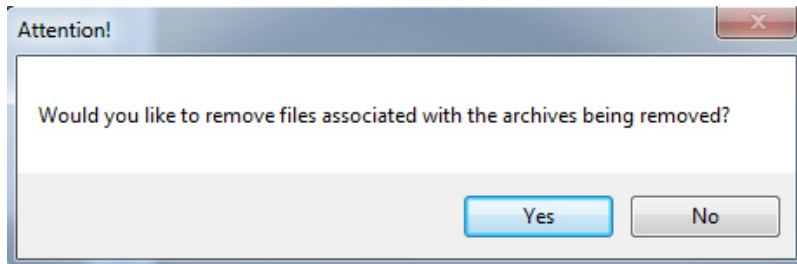 Attention!
Would you like to remove files associated with the archives being removed?
Yes No